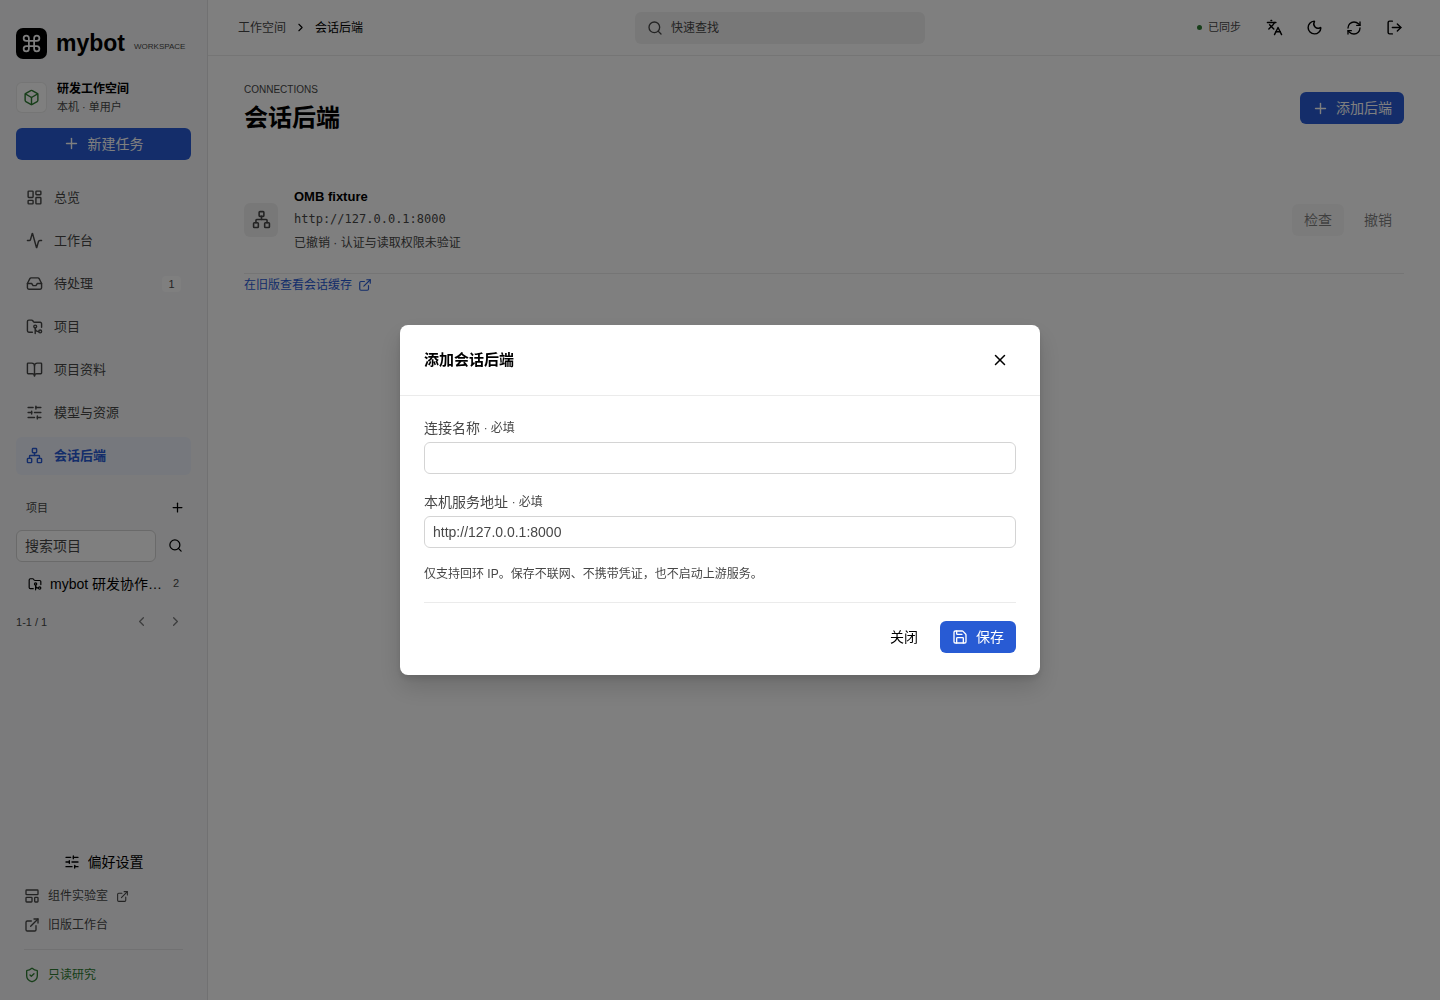 mybot WORKSPACE
研发工作空间
本机 · 单用户
新建任务
总览
工作台
待处理 1
项目
项目资料
模型与资源
会话后端
项目
搜索项目
mybot 研发协作… 2
1-1 / 1
偏好设置
组件实验室
旧版工作台
只读研究
工作空间 会话后端
快速查找
已同步
CONNECTIONS
会话后端
添加后端
OMB fixture
http://127.0.0.1:8000
已撤销 · 认证与读取权限未验证
检查 撤销
在旧版查看会话缓存
添加会话后端
连接名称 · 必填
本机服务地址 · 必填
http://127.0.0.1:8000
仅支持回环 IP。保存不联网、不携带凭证，也不启动上游服务。
关闭 保存